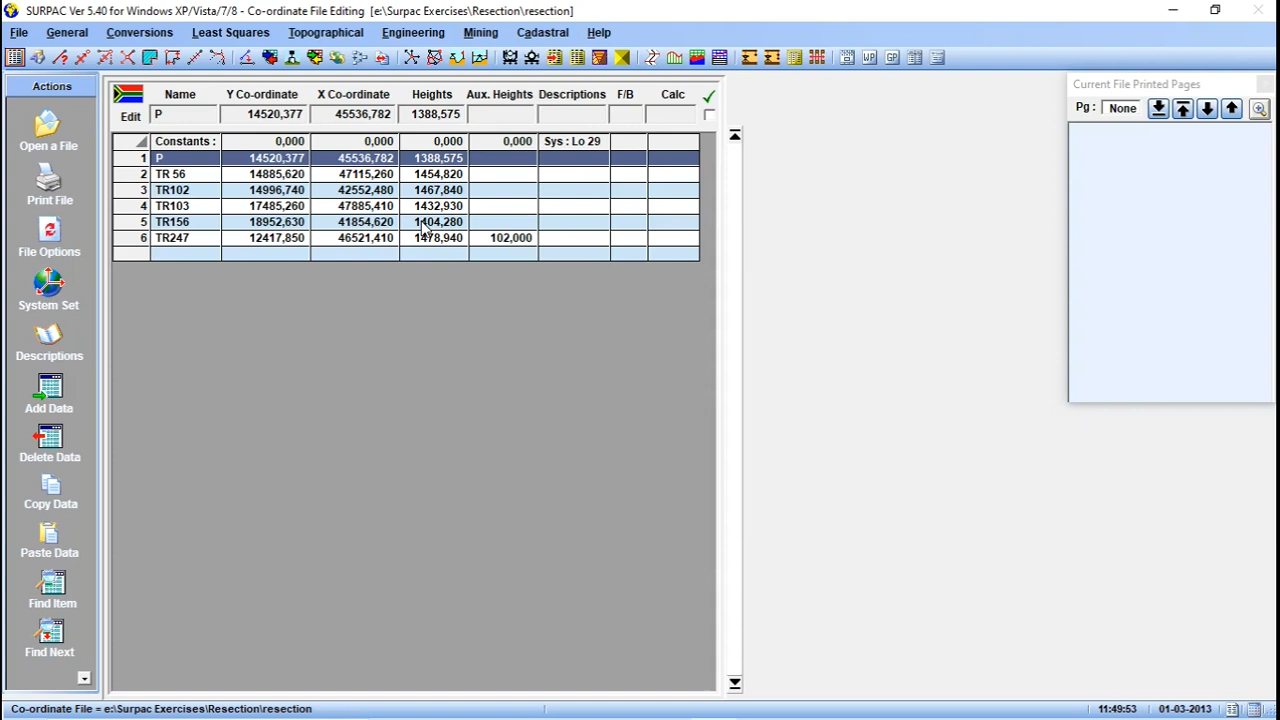 SURPAC Ver 5.40 for Windows XP/Vista/7/8 - Co-ordinate File Editing  [e:\Surpac Exercises\Resection\resection]
File General Conversions Least Squares Topographical Engineering Mining Cadastral Help
WP GP
Actions
Open a File
Print File
File Options
System Set
Descriptions
Add Data
Delete Data
Copy Data
Paste Data
Find Item
Find Next
Name Y Co-ordinate X Co-ordinate Heights Aux. Heights Descriptions F/B Calc
Edit P 14520,377 45536,782 1388,575
Constants : 0,000 0,000 0,000 0,000 Sys : Lo 29
1 P 14520,377 45536,782 1388,575
2 TR 56 14885,620 47115,260 1454,820
3 TR102 14996,740 42552,480 1467,840
4 TR103 17485,260 47885,410 1432,930
5 TR156 18952,630 41854,620 1404,280
6 TR247 12417,850 46521,410 1478,940 102,000
Current File Printed Pages
Pg : None
Co-ordinate File = e:\Surpac Exercises\Resection\resection
11:49:53 01-03-2013